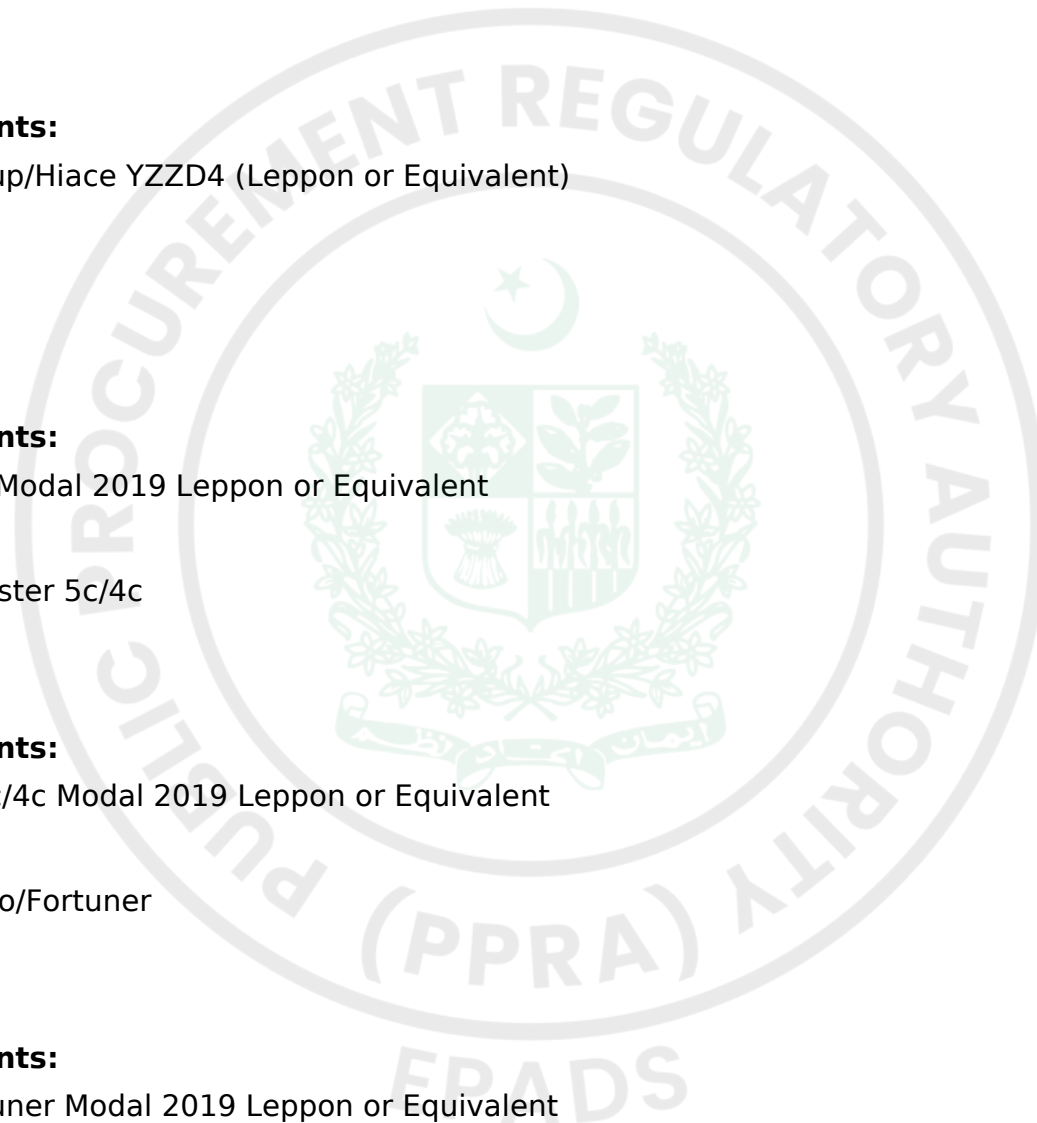 nts:
up/Hiace YZZD4 (Leppon or Equivalent)
nts:
Modal 2019 Leppon or Equivalent
ster 5c/4c
nts:
/4c Modal 2019 Leppon or Equivalent
o/Fortuner
nts:
uner Modal 2019 Leppon or Equivalent
PUBLIC PROCUREMENT REGULATORY AUTHORITY
(PPRA)
EPADS